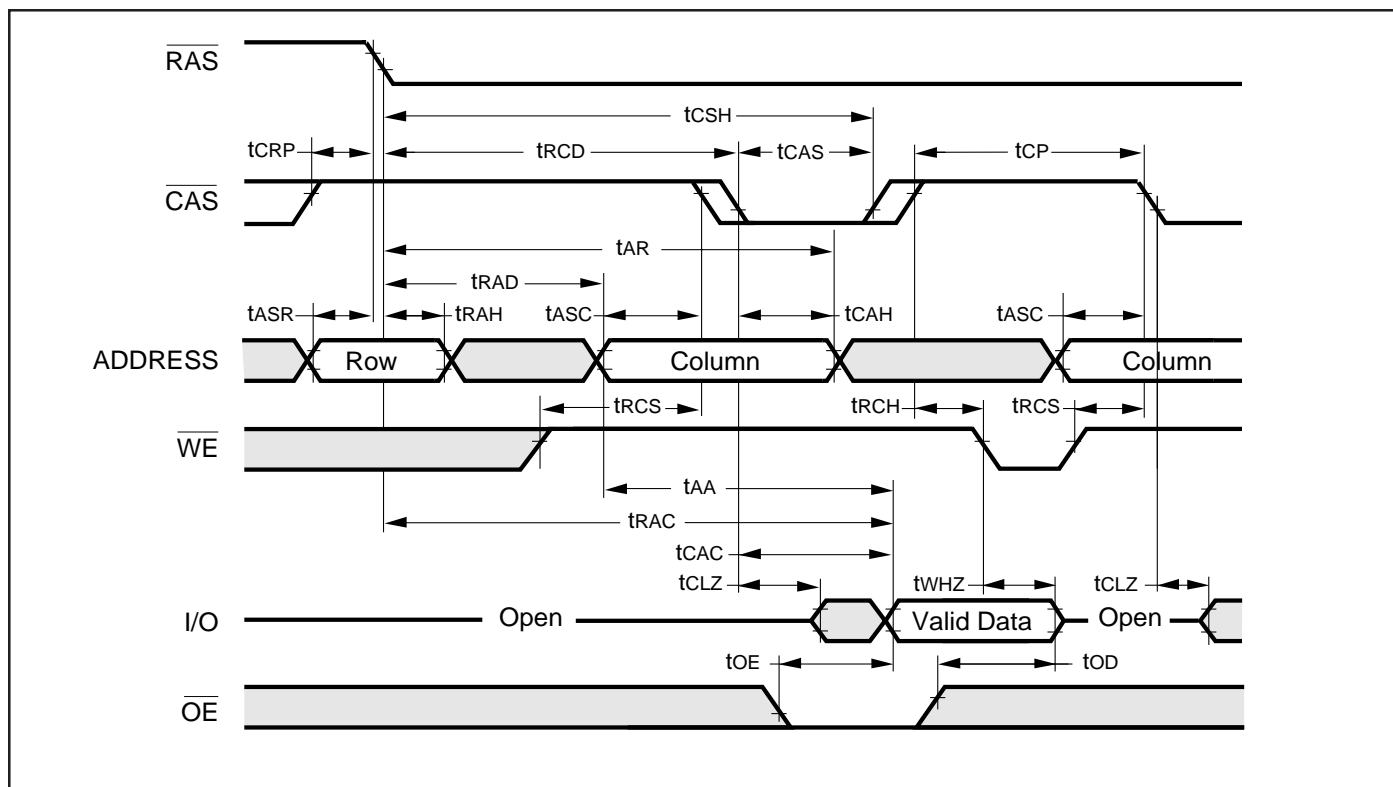 RAS
tCSH
tCRP
tRCD
tCAS
tCP
CAS
tAR
tRAD
tASR
tRAH
tASC
tCAH
tASC
ADDRESS
Row
Column
Column
tRCS
tRCH
tRCS
WE
tAA
tRAC
tCAC
tCLZ
tWHZ
tCLZ
I/O
Open
Valid Data
Open
tOE
tOD
OE